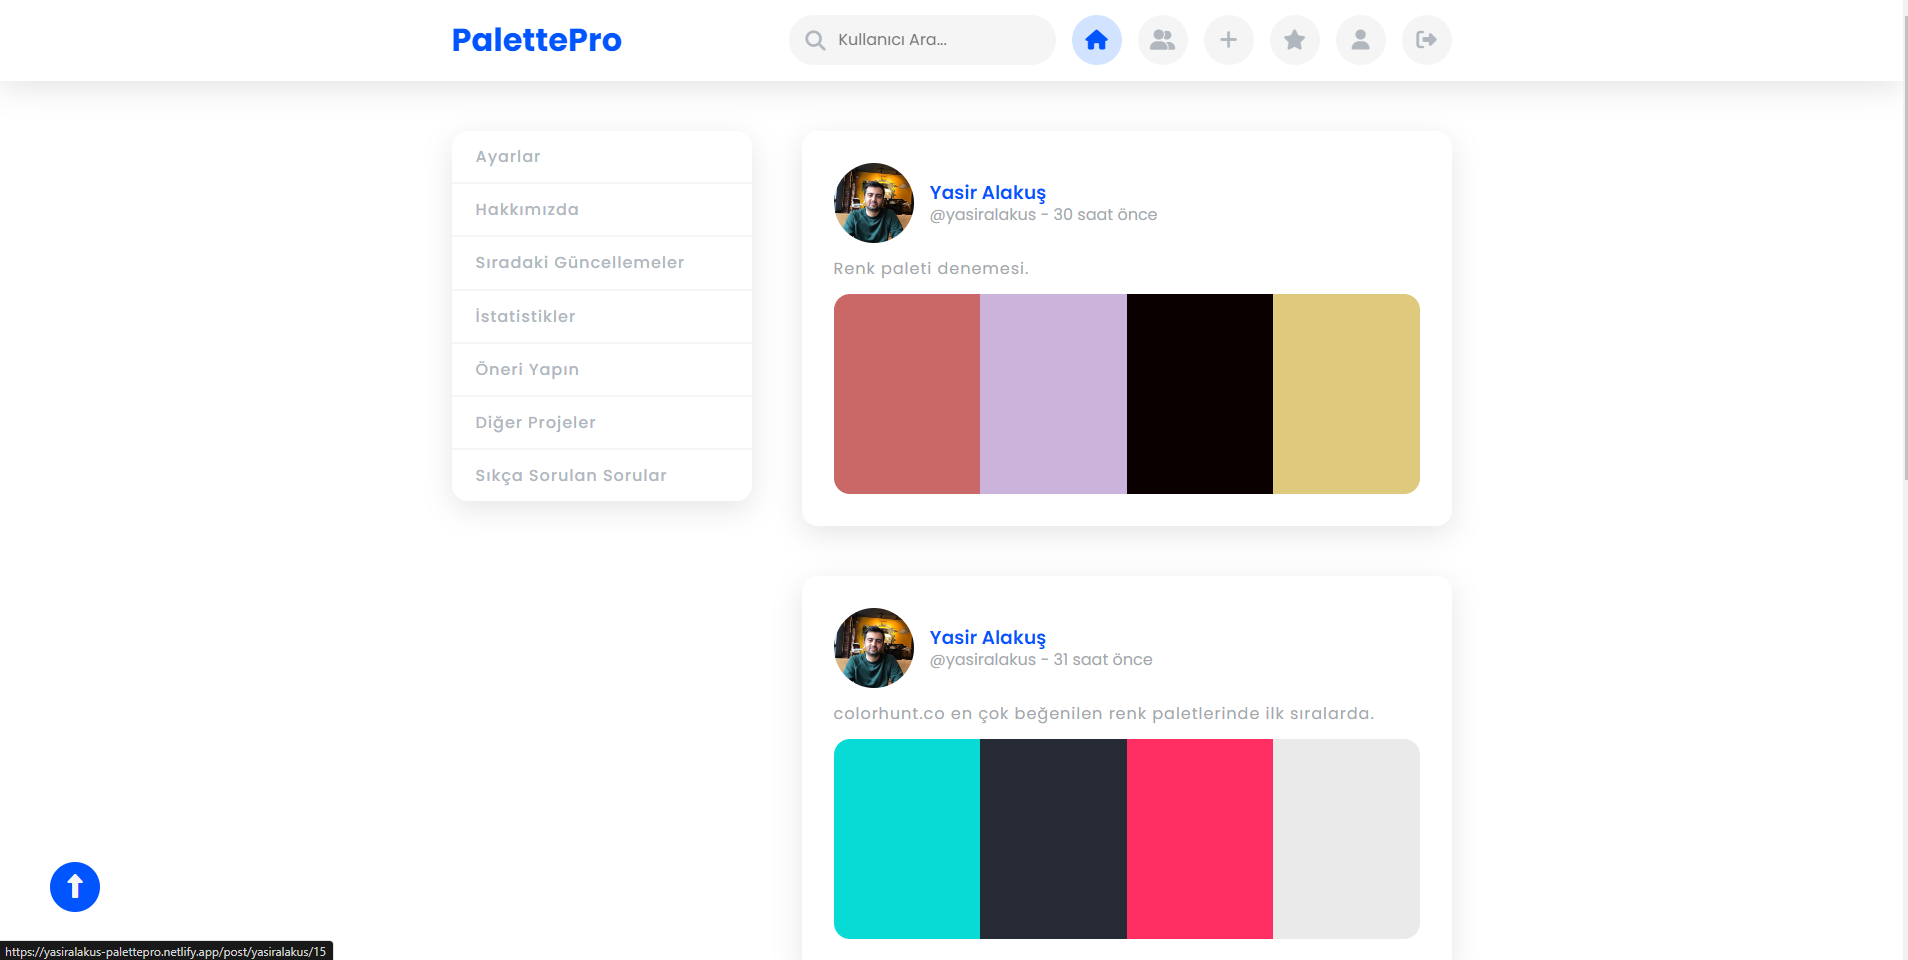 PalettePro
Kullanıcı Ara...
Ayarlar
Hakkımızda
Sıradaki Güncellemeler
İstatistikler
Öneri Yapın
Diğer Projeler
Sıkça Sorulan Sorular
Yasir Alakuş
@yasiralakus - 30 saat önce
Renk paleti denemesi.
Yasir Alakuş
@yasiralakus - 31 saat önce
colorhunt.co en çok beğenilen renk paletlerinde ilk sıralarda.
https://yasiralakus-palettepro.netlify.app/post/yasiralakus/15